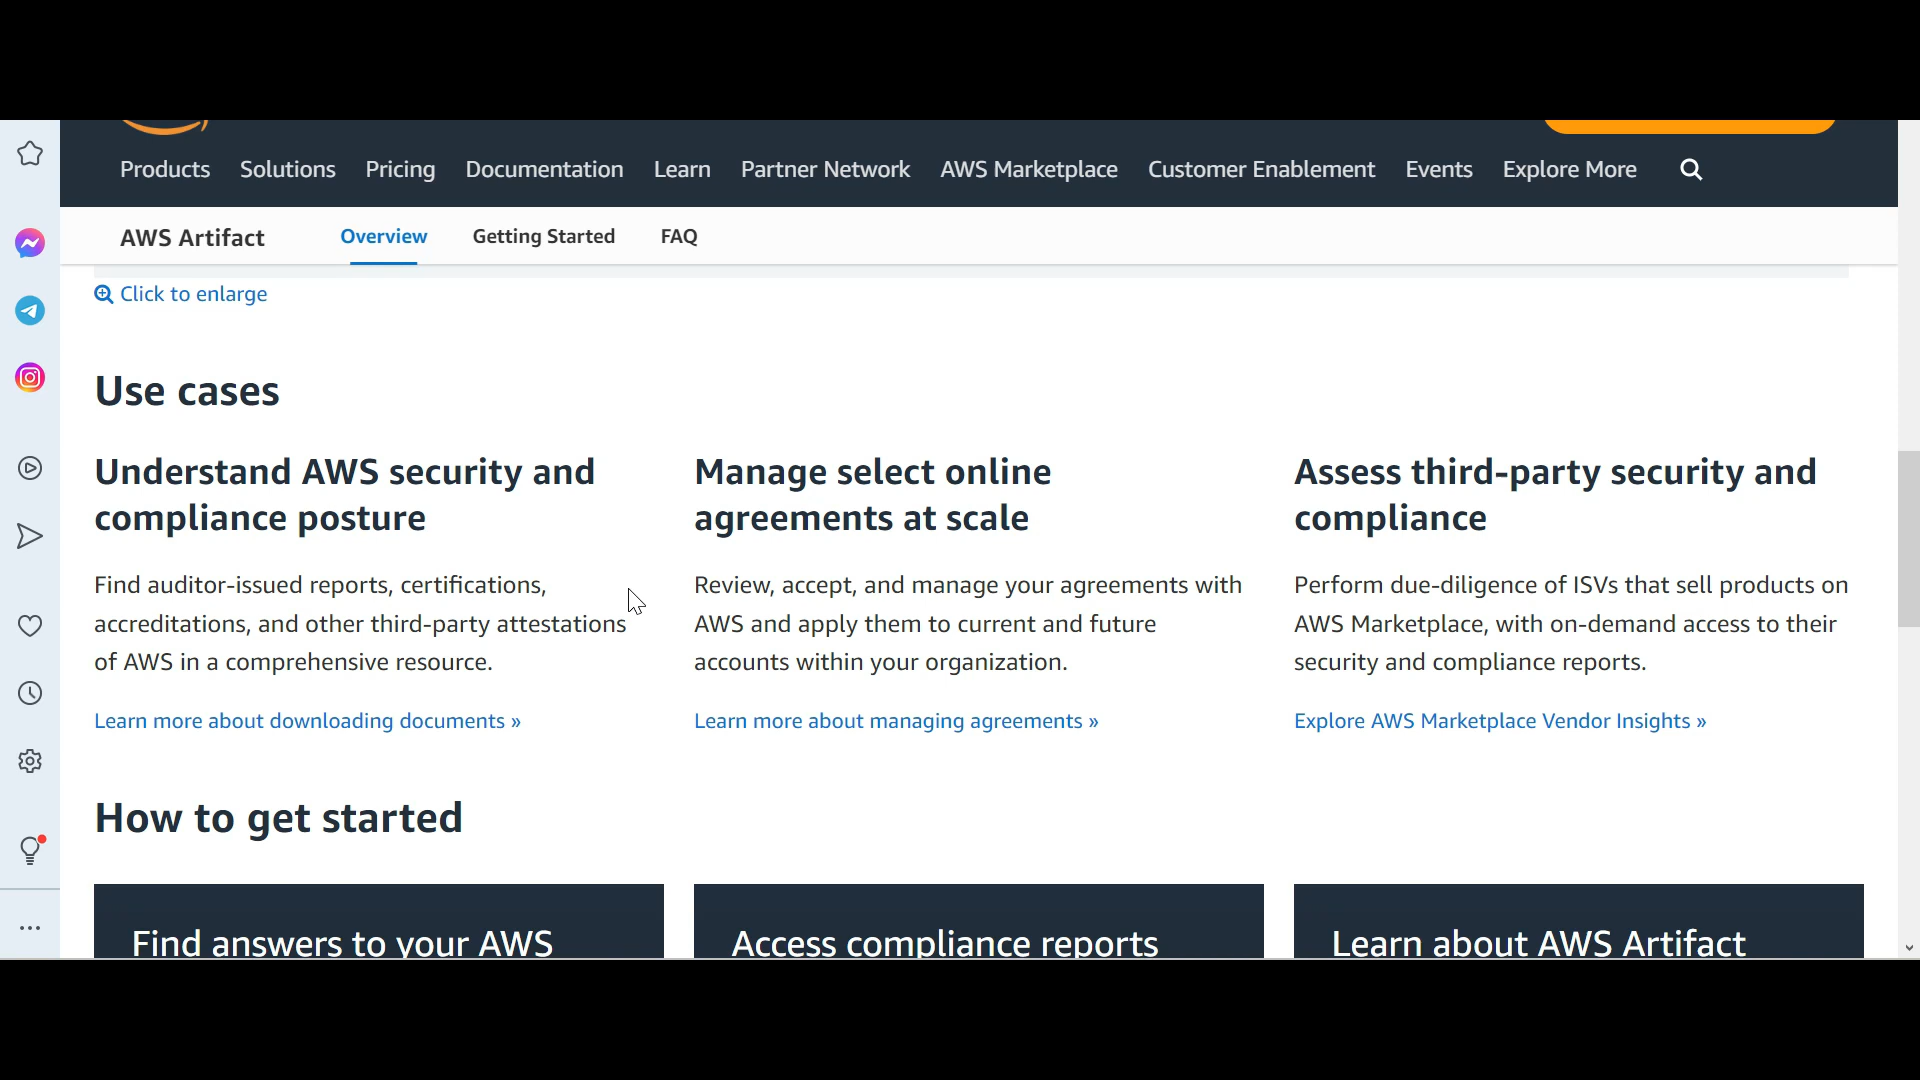 Products Solutions Pricing Documentation Learn Partner Network AWS Marketplace Customer Enablement Events Explore More
AWS Artifact Overview Getting Started FAQ
Click to enlarge
Use cases
Understand AWS security and
compliance posture
Find auditor-issued reports, certifications,
accreditations, and other third-party attestations
of AWS in a comprehensive resource.
Learn more about downloading documents »
Manage select online
agreements at scale
Review, accept, and manage your agreements with
AWS and apply them to current and future
accounts within your organization.
Learn more about managing agreements »
Assess third-party security and
compliance
Perform due-diligence of ISVs that sell products on
AWS Marketplace, with on-demand access to their
security and compliance reports.
Explore AWS Marketplace Vendor Insights »
How to get started
Find answers to your AWS
Access compliance reports
Learn about AWS Artifact